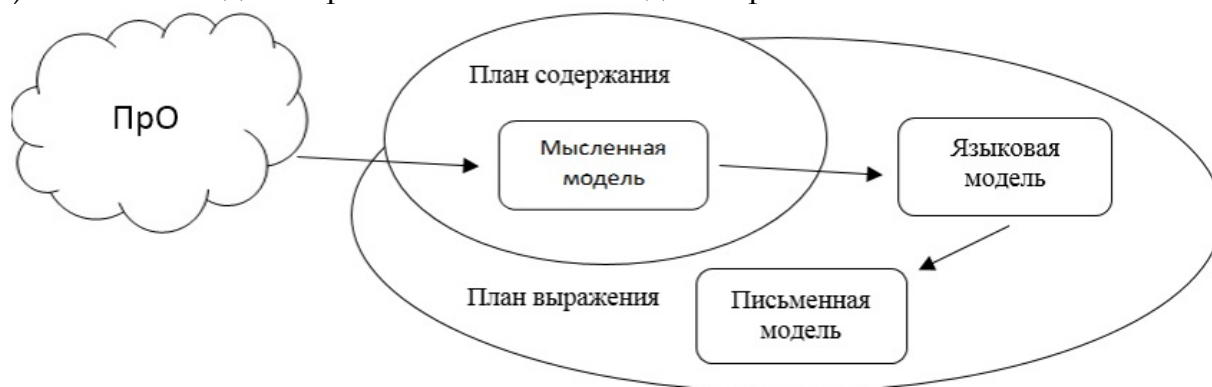 План содержания
ПрО
Мысленная
модель
Языковая
модель
План выражения
Письменная
модель